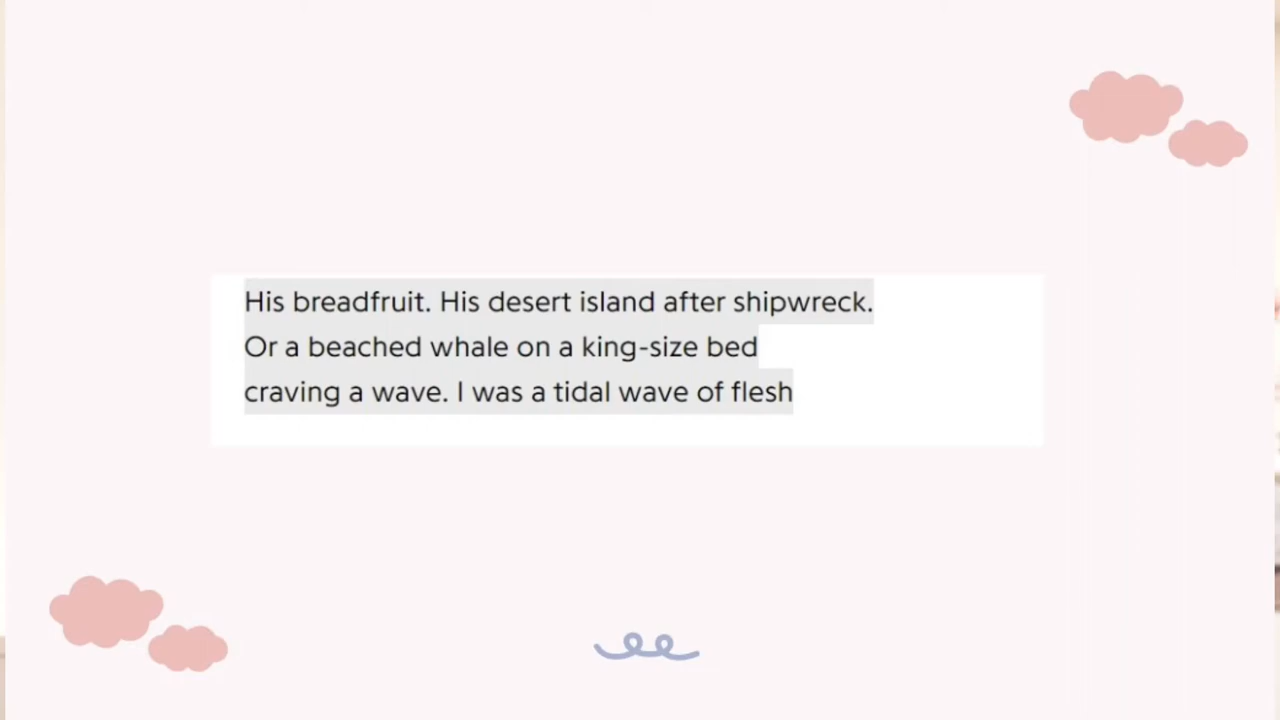 His breadfruit. His desert island after shipwreck.
Or a beached whale on a king-size bed
craving a wave. I was a tidal wave of flesh